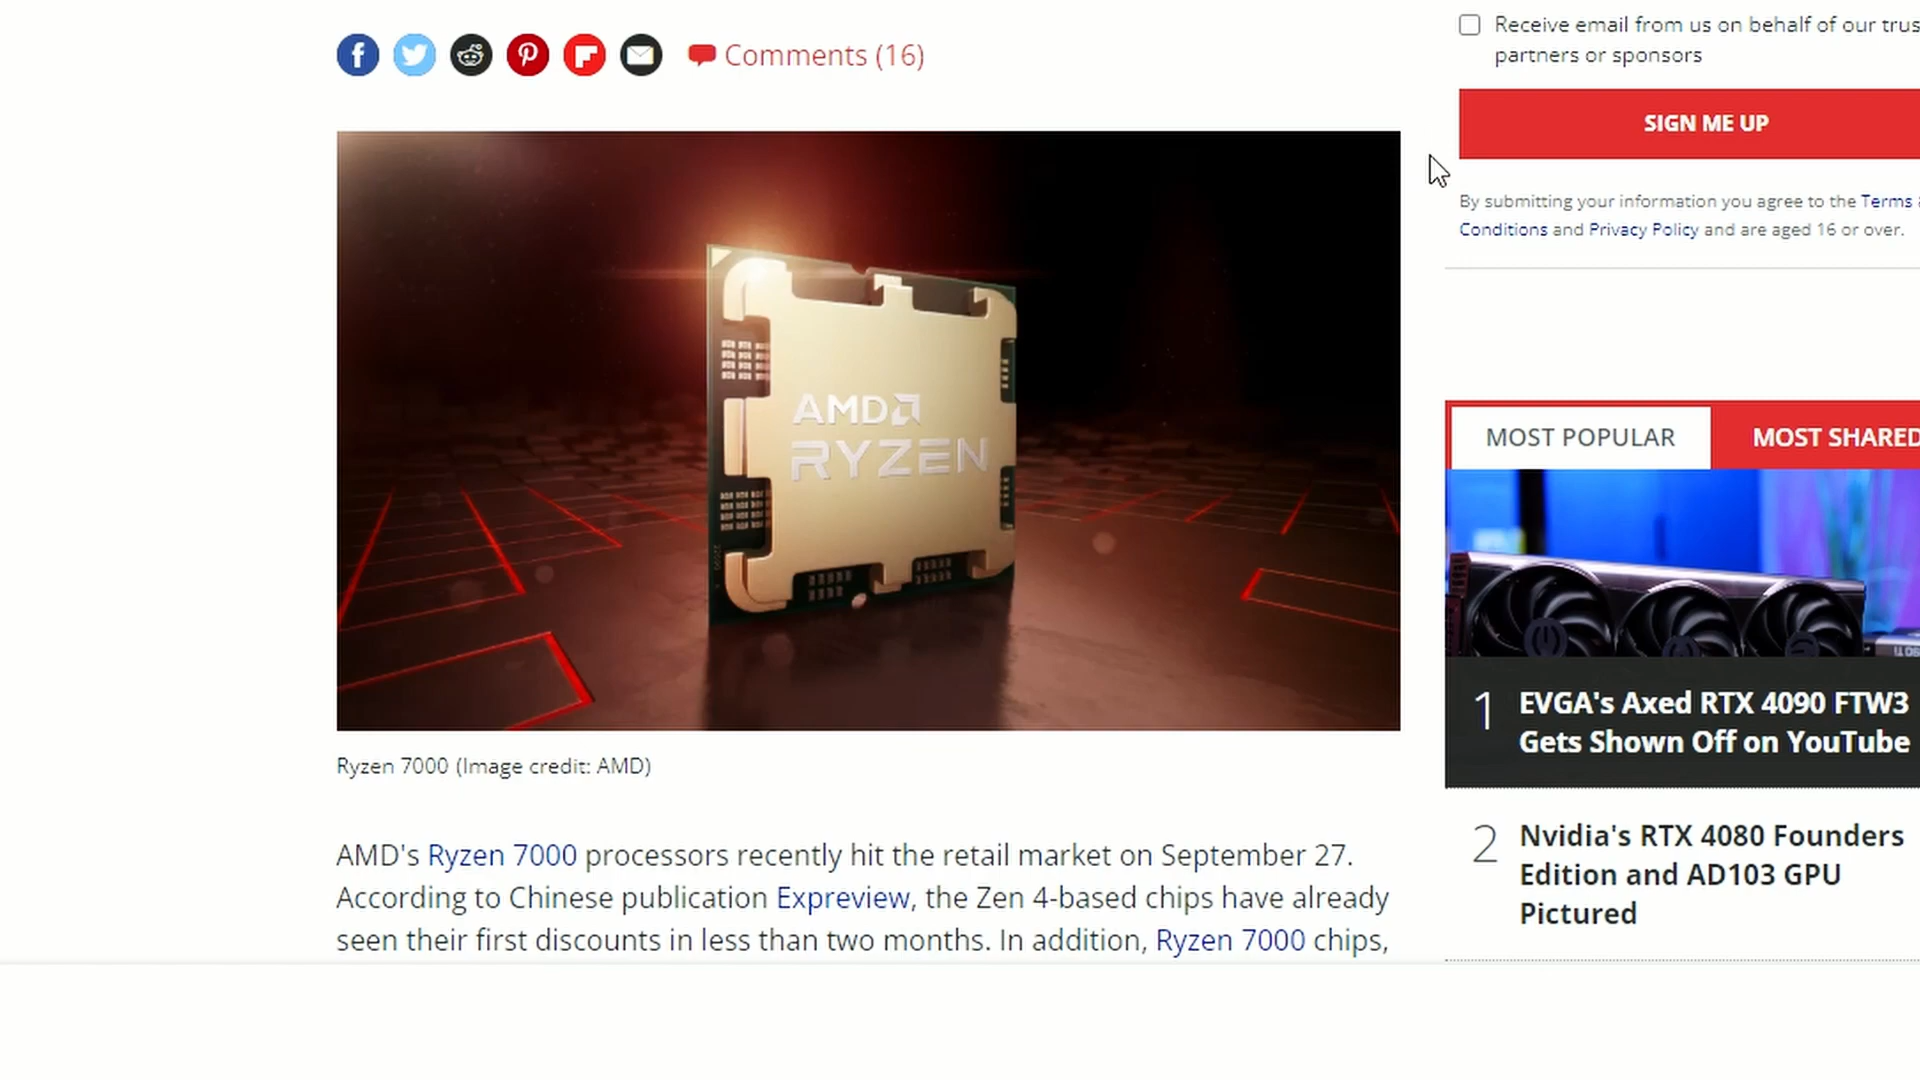 Comments (16)
AMD
RYZEN
Ryzen 7000 (Image credit: AMD)
AMD's Ryzen 7000 processors recently hit the retail market on September 27.
According to Chinese publication Expreview, the Zen 4-based chips have already
seen their first discounts in less than two months. In addition, Ryzen 7000 chips,
Receive email from us on behalf of our trus
partners or sponsors
SIGN ME UP
By submitting your information you agree to the Terms
Conditions and Privacy Policy and are aged 16 or over.
MOST POPULAR
MOST SHARED
1
EVGA's Axed RTX 4090 FTW3
Gets Shown Off on YouTube
2
Nvidia's RTX 4080 Founders
Edition and AD103 GPU
Pictured